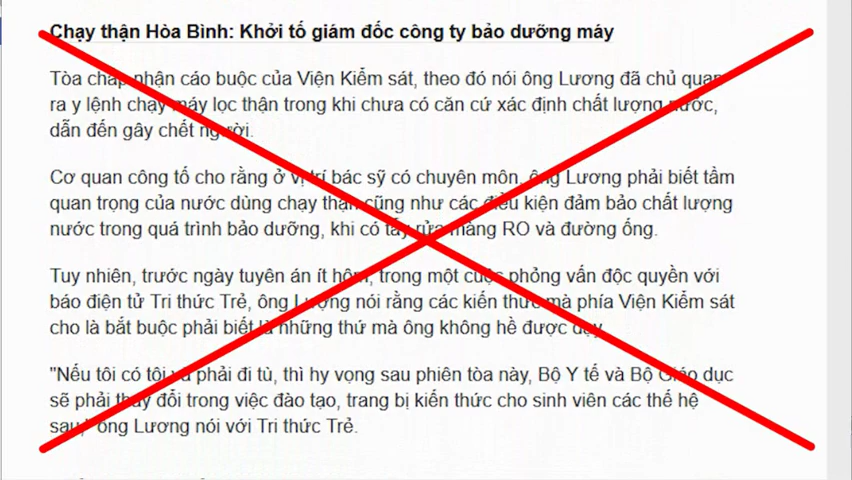 Chạy thận Hòa Bình: Khởi tố giám đốc công ty bảo dưỡng máy
Tòa chấp nhận cáo buộc của Viện Kiểm sát, theo đó nói ông Lương đã chủ quan
ra y lệnh chạy máy lọc thận trong khi chưa có căn cứ xác định chất lượng nước,
dẫn đến gây chết người.
Cơ quan công tố cho rằng ở vị trí bác sỹ có chuyên môn, ông Lương phải biết tầm
quan trọng của nước dùng chạy thận cũng như các điều kiện đảm bảo chất lượng
nước trong quá trình bảo dưỡng, khi có tẩy rửa màng RO và đường ống.
Tuy nhiên, trước ngày tuyên án ít hôm, trong một cuộc phỏng vấn độc quyền với
báo điện tử Tri thức Trẻ, ông Lương nói rằng các kiến thức mà phía Viện Kiểm sát
cho là bắt buộc phải biết là những thứ mà ông không hề được dạy.
"Nếu tôi có tội và phải đi tù, thì hy vọng sau phiên tòa này, Bộ Y tế và Bộ Giáo dục
sẽ phải thay đổi trong việc đào tạo, trang bị kiến thức cho sinh viên các thế hệ
sau," ông Lương nói với Tri thức Trẻ.